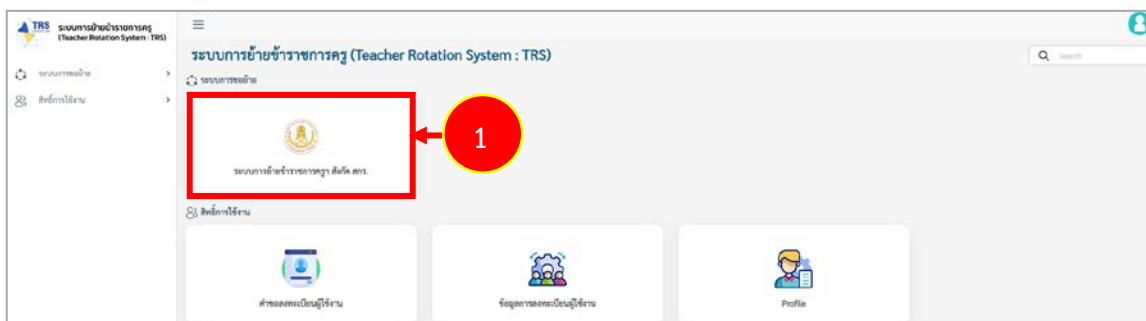 TRS ระบบการย้ายข้าราชการครู
(Teacher Rotation System : TRS)
ระบบการขอย้าย
สิทธิ์การใช้งาน
ระบบการย้ายข้าราชการครู (Teacher Rotation System : TRS)
Search
ระบบการขอย้าย
1
ระบบการย้ายข้าราชการครูฯ สังกัด สกร.
สิทธิ์การใช้งาน
คำขอลงทะเบียนผู้ใช้งาน
ข้อมูลการลงทะเบียนผู้ใช้งาน
Profile